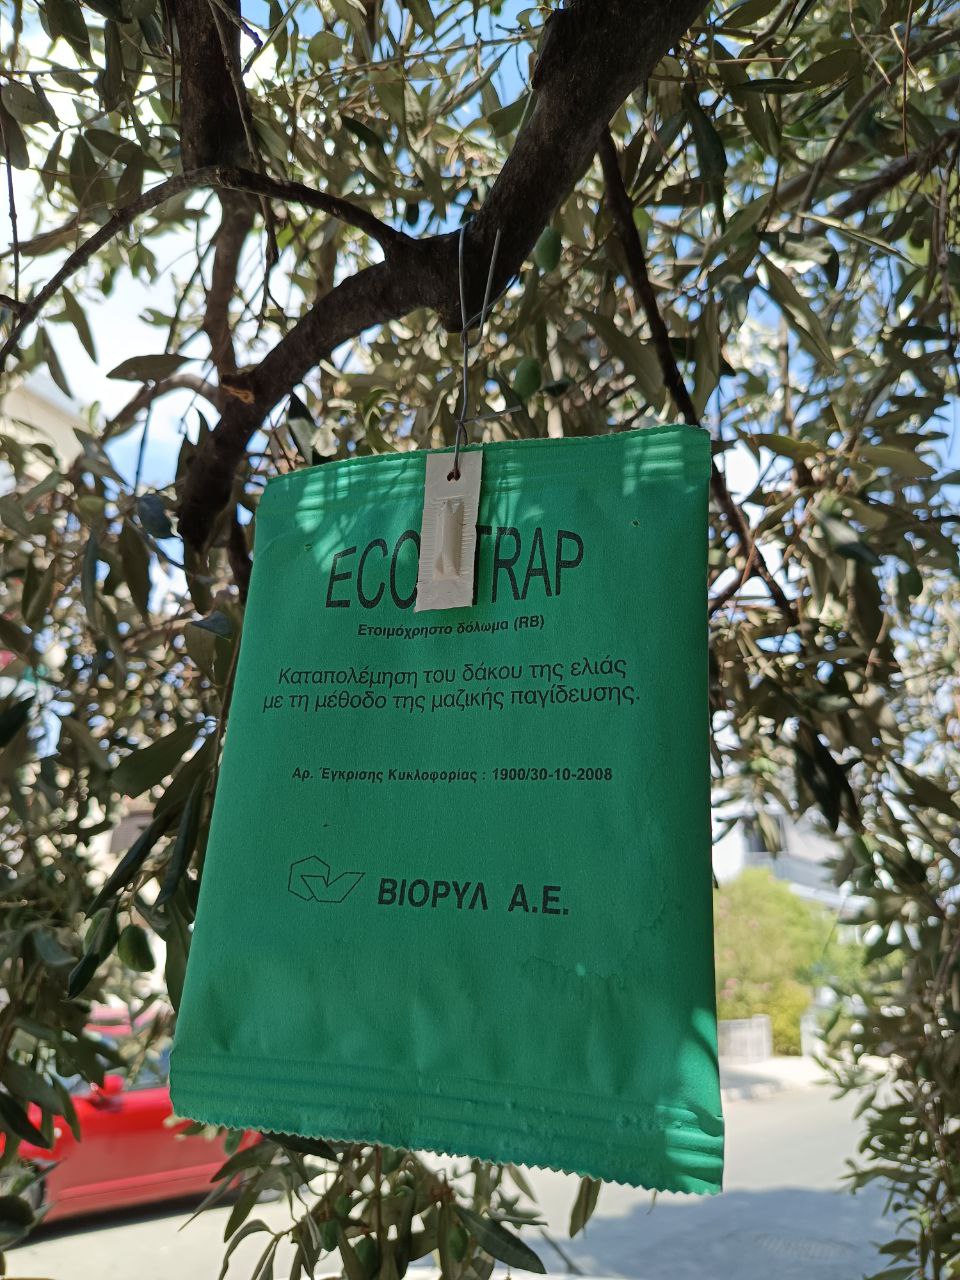 ECO TRAP
Ετοιμόχρηστο δόλωμα (RB)
Καταπολέμηση του δάκου της ελιάς
με τη μέθοδο της μαζικής παγίδευσης.
Αρ. Έγκρισης Κυκλοφορίας : 1900/30-10-2008
ΒΙΟΡΥΛ Α.Ε.